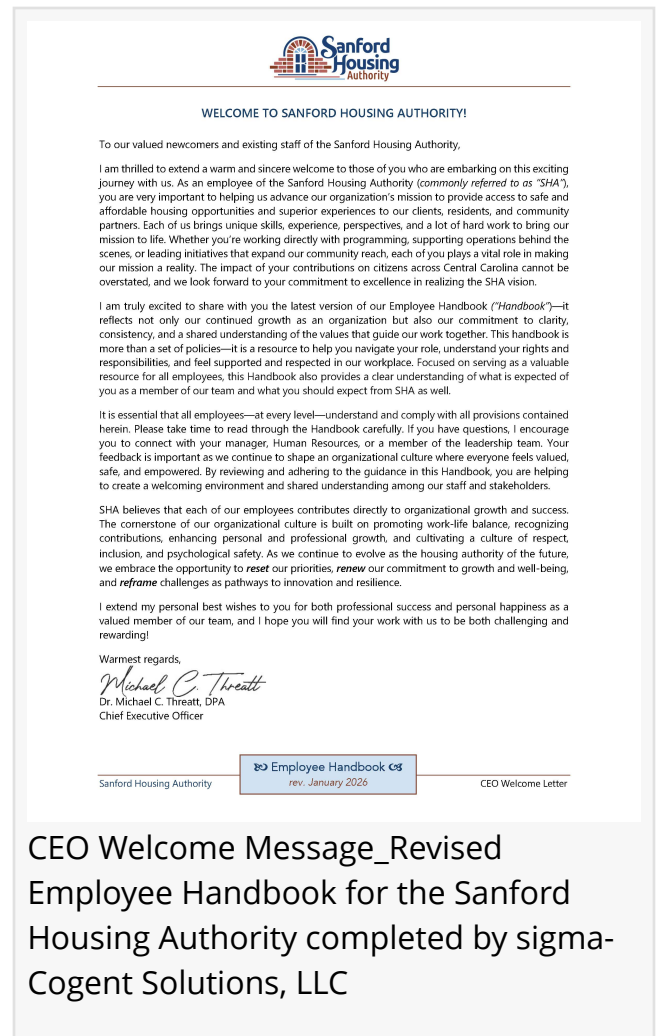 Sanford
Housing
Authority
WELCOME TO SANFORD HOUSING AUTHORITY!
To our valued newcomers and existing staff of the Sanford Housing Authority,
I am thrilled to extend a warm and sincere welcome to those of you who are embarking on this exciting
journey with us. As an employee of the Sanford Housing Authority (commonly referred to as "SHA"),
you are very important to helping us advance our organization's mission to provide access to safe and
affordable housing opportunities and superior experiences to our clients, residents, and community
partners. Each of us brings unique skills, experience, perspectives, and a lot of hard work to bring our
mission to life. Whether you're working directly with programming, supporting operations behind the
scenes, or leading initiatives that expand our community reach, each of you plays a vital role in making
our mission a reality. The impact of your contributions on citizens across Central Carolina cannot be
overstated, and we look forward to your commitment to excellence in realizing the SHA vision.
I am truly excited to share with you the latest version of our Employee Handbook ("Handbook")—it
reflects not only our continued growth as an organization but also our commitment to clarity,
consistency, and a shared understanding of the values that guide our work together. This handbook is
more than a set of policies—it is a resource to help you navigate your role, understand your rights and
responsibilities, and feel supported and respected in our workplace. Focused on serving as a valuable
resource for all employees, this Handbook also provides a clear understanding of what is expected of
you as a member of our team and what you should expect from SHA as well.
It is essential that all employees—at every level—understand and comply with all provisions contained
herein. Please take time to read through the Handbook carefully. If you have questions, I encourage
you to connect with your manager, Human Resources, or a member of the leadership team. Your
feedback is important as we continue to shape an organizational culture where everyone feels valued,
safe, and empowered. By reviewing and adhering to the guidance in this Handbook, you are helping
to create a welcoming environment and shared understanding among our staff and stakeholders.
SHA believes that each of our employees contributes directly to organizational growth and success.
The cornerstone of our organizational culture is built on promoting work-life balance, recognizing
contributions, enhancing personal and professional growth, and cultivating a culture of respect,
inclusion, and psychological safety. As we continue to evolve as the housing authority of the future,
we embrace the opportunity to reset our priorities, renew our commitment to growth and well-being,
and reframe challenges as pathways to innovation and resilience.
I extend my personal best wishes to you for both professional success and personal happiness as a
valued member of our team, and I hope you will find your work with us to be both challenging and
rewarding!
Warmest regards,
Michael C. Threatt
Dr. Michael C. Threatt, DPA
Chief Executive Officer
Employee Handbook
rev. January 2026
Sanford Housing Authority
CEO Welcome Letter
CEO Welcome Message_Revised
Employee Handbook for the Sanford
Housing Authority completed by sigma-
Cogent Solutions, LLC